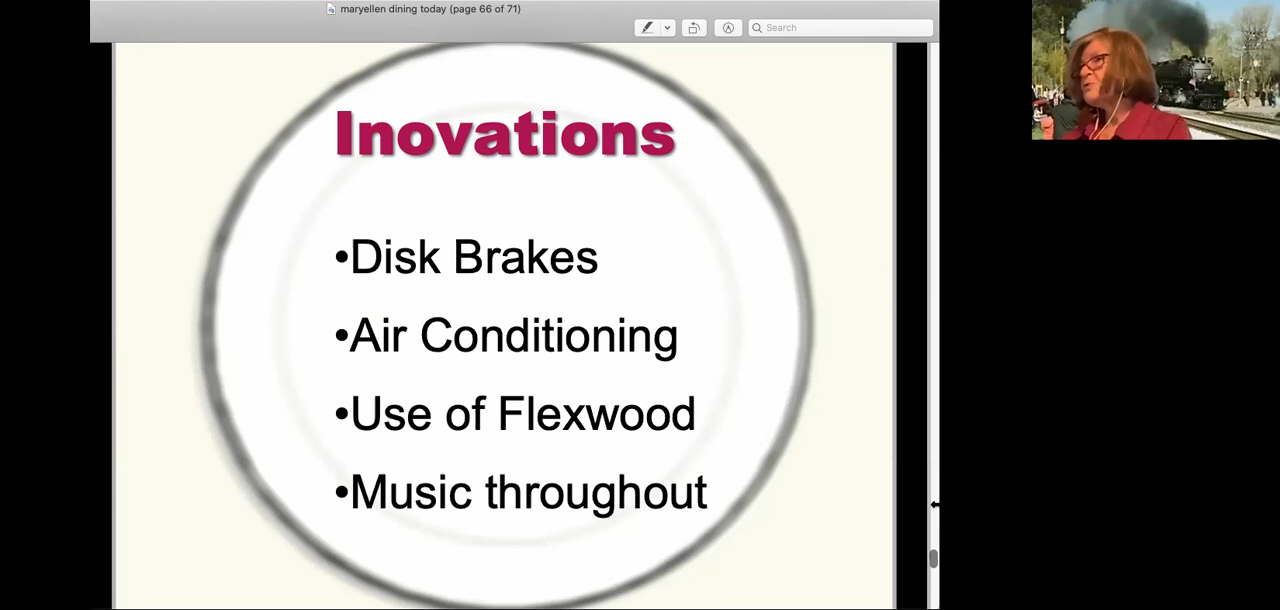 maryellen dining today (page 66 of 71)
Search
Inovations
•Disk Brakes
•Air Conditioning
•Use of Flexwood
•Music throughout